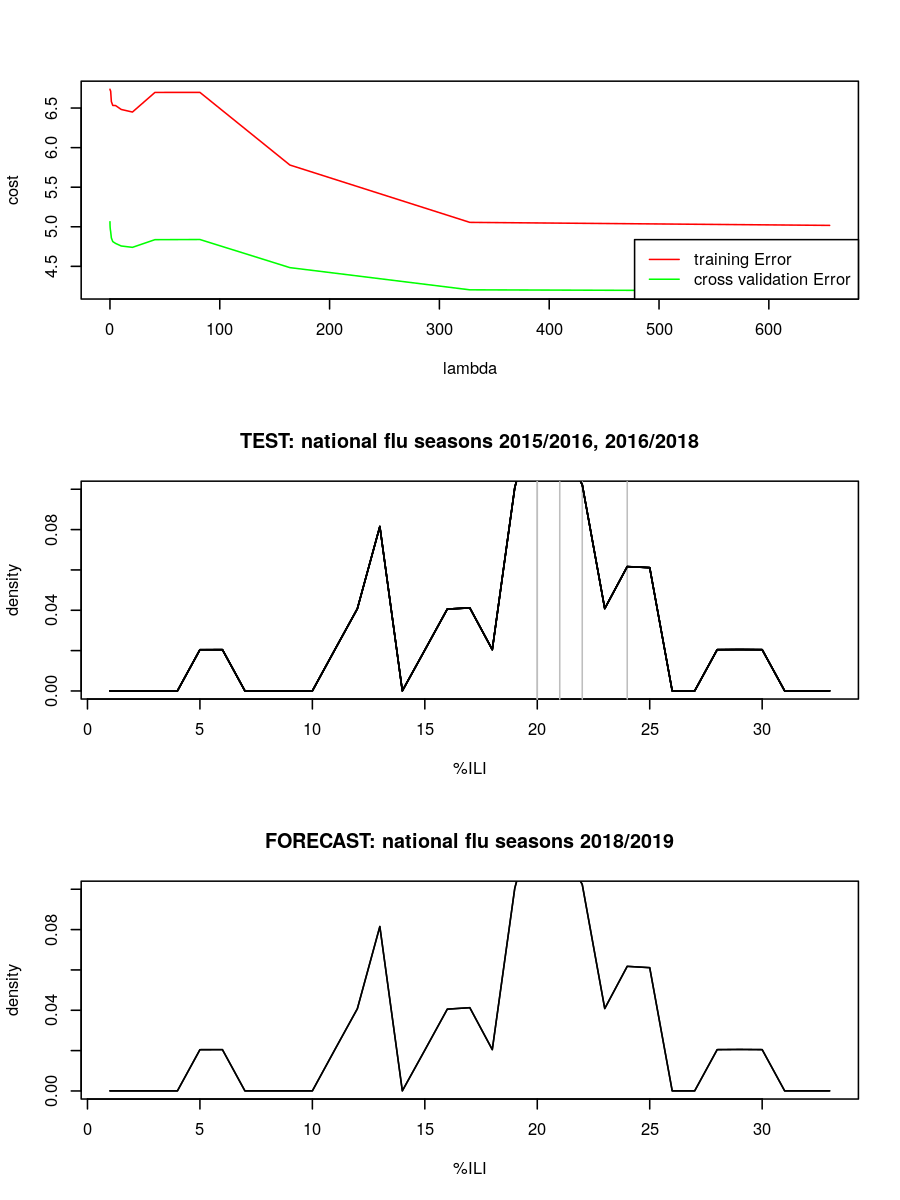 6.5
6.0
5.5
5.0
4.5
cost
training Error
cross validation Error
0 100 200 300 400 500 600
lambda
TEST: national flu seasons 2015/2016, 2016/2018
0.08
0.04
0.00
density
0 5 10 15 20 25 30
%ILI
FORECAST: national flu seasons 2018/2019
0.08
0.04
0.00
density
0 5 10 15 20 25 30
%ILI